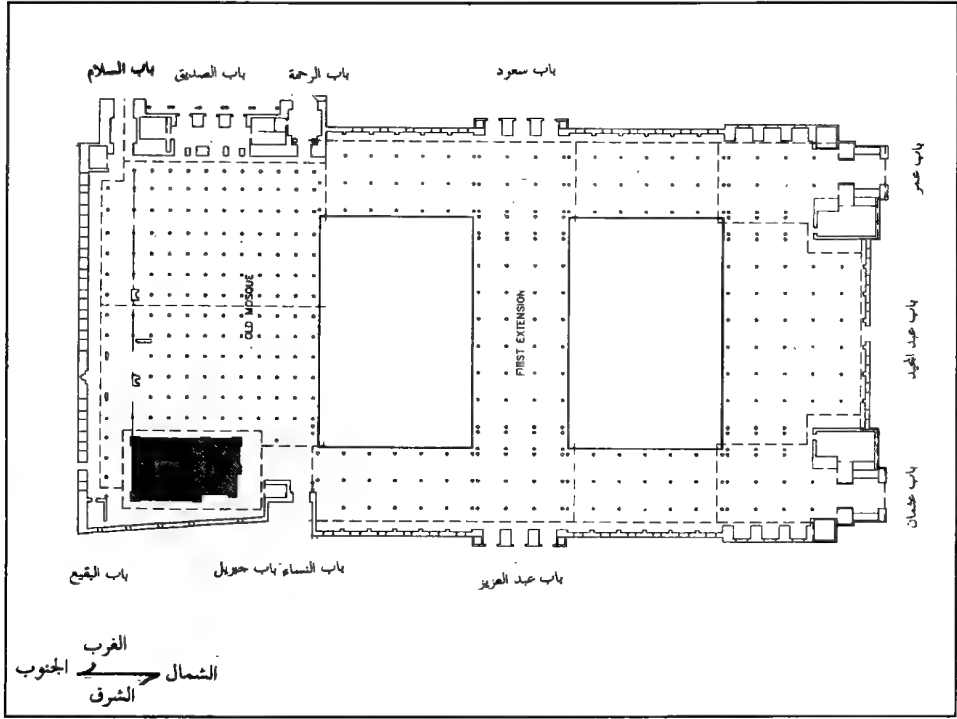 باب السلام
باب الصديق
باب الرحمة
باب سعود
باب عمر
باب عبد المجيد
باب عثمان
OLD MOSQUE
FIRST EXTENSION
باب البقيع
باب جبريل
باب النساء
باب عبد العزيز
الغرب
الشمال
الجنوب
الشرق